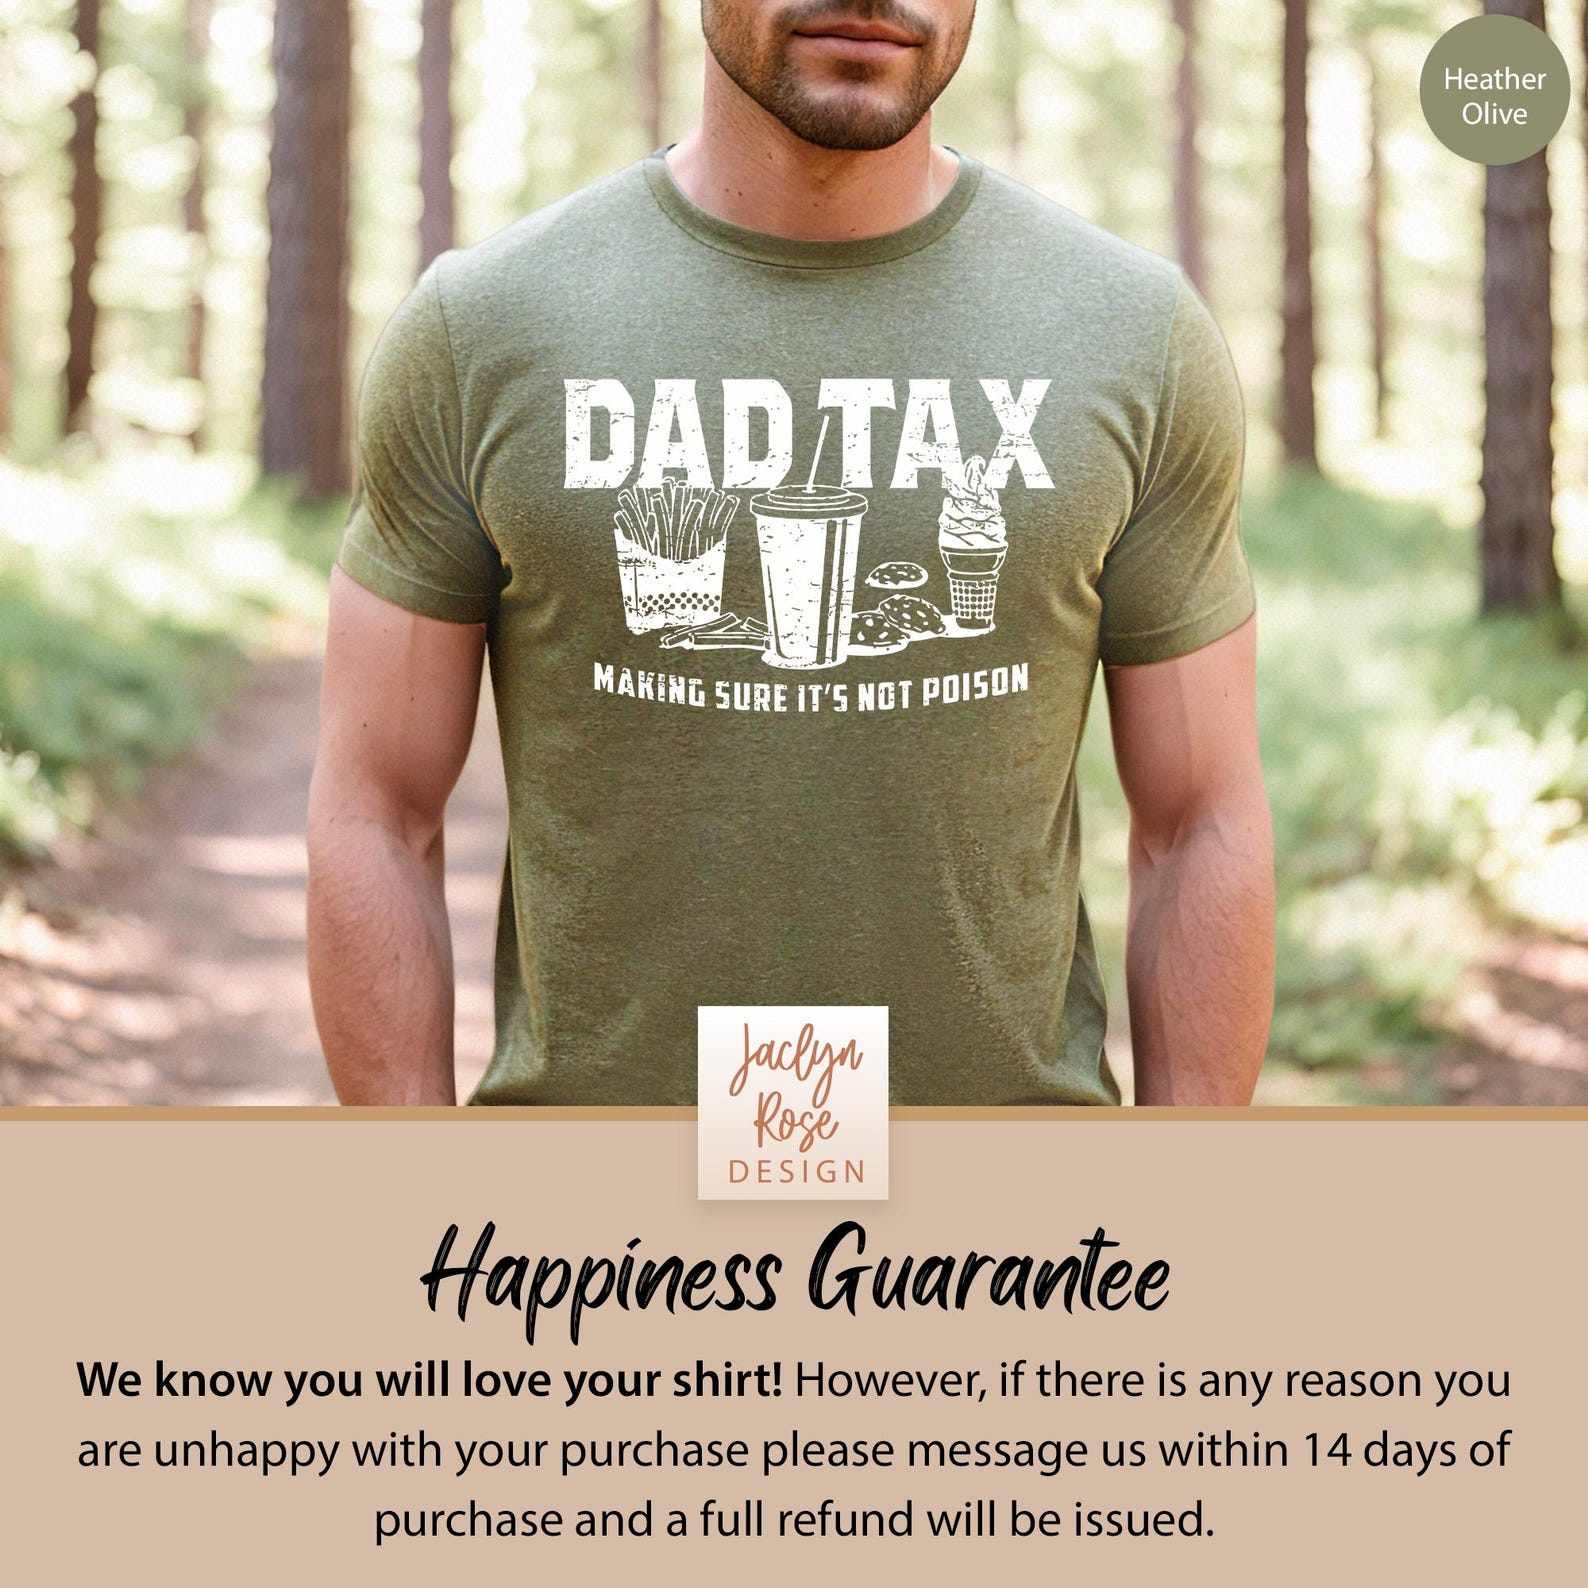 Heather
Olive
DAD TAX
MAKING SURE IT'S NOT POISON
Jaclyn
Rose
DESIGN
Happiness Guarantee
We know you will love your shirt! However, if there is any reason you
are unhappy with your purchase please message us within 14 days of
purchase and a full refund will be issued.